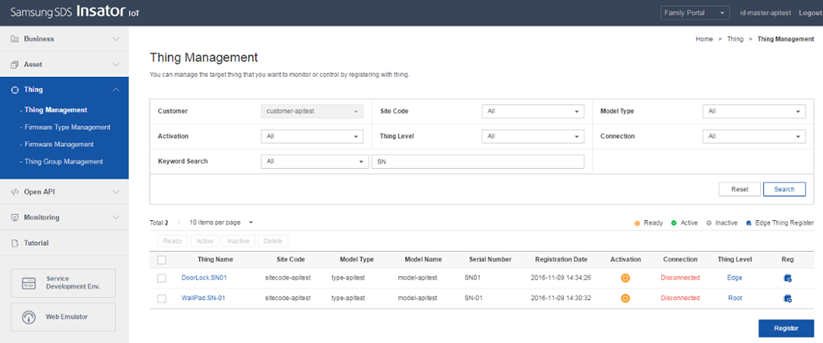 Samsung SDS Insator IoT
Family Portal
id-master-apitest Logout
Business
Asset
Thing
- Thing Management
- Firmware Type Management
- Firmware Management
- Thing Group Management
Open API
Monitoring
Tutorial
Service
Development Env.
Web Emulator
Home > Thing > Thing Management
Thing Management
You can manage the target thing that you want to monitor or control by registering with thing.
Customer customer-apitest Site Code All Model Type All
Activation All Thing Level All Connection All
Keyword Search All SN
Reset Search
Total 2 10 items per page Ready Active Inactive Edge Thing Register
Ready Active Inactive Delete
Thing Name Site Code Model Type Model Name Serial Number Registration Date Activation Connection Thing Level Reg
DoorLock.SN01 sitecode-apitest type-apitest model-apitest SN01 2016-11-09 14:34:26 Disconnected Edge
WallPad.SN-01 sitecode-apitest type-apitest model-apitest SN-01 2016-11-09 14:30:32 Disconnected Root
Register